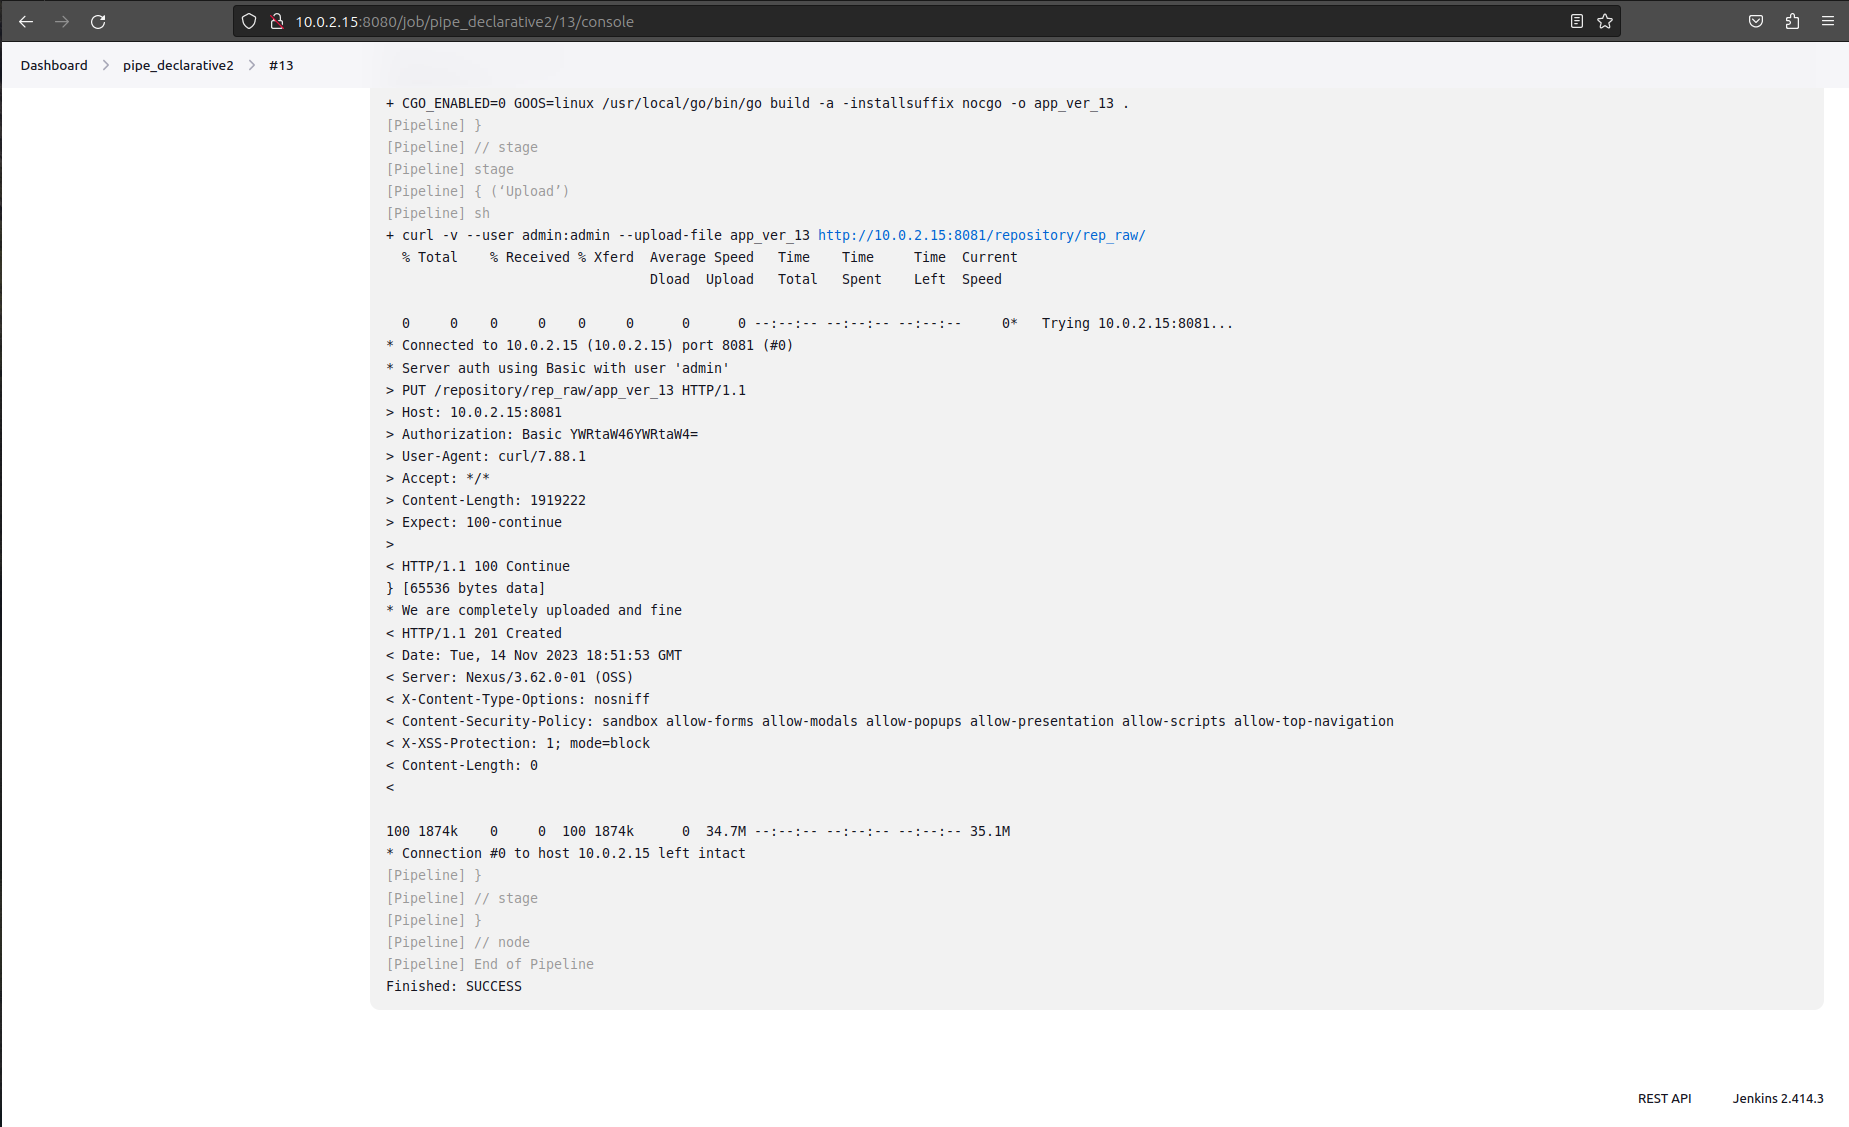 10.0.2.15:8080/job/pipe_declarative2/13/console
Dashboard > pipe_declarative2 > #13
+ CGO_ENABLED=0 GOOS=linux /usr/local/go/bin/go build -a -installsuffix nocgo -o app_ver_13 .
[Pipeline] }
[Pipeline] // stage
[Pipeline] stage
[Pipeline] { (‘Upload’)
[Pipeline] sh
+ curl -v --user admin:admin --upload-file app_ver_13 http://10.0.2.15:8081/repository/rep_raw/
  % Total    % Received % Xferd  Average Speed   Time    Time     Time  Current
                                 Dload  Upload   Total   Spent    Left  Speed
  0     0    0     0    0     0      0      0 --:--:-- --:--:-- --:--:--     0*   Trying 10.0.2.15:8081...
* Connected to 10.0.2.15 (10.0.2.15) port 8081 (#0)
* Server auth using Basic with user 'admin'
> PUT /repository/rep_raw/app_ver_13 HTTP/1.1
> Host: 10.0.2.15:8081
> Authorization: Basic YWRtaW46YWRtaW4=
> User-Agent: curl/7.88.1
> Accept: */*
> Content-Length: 1919222
> Expect: 100-continue
>
< HTTP/1.1 100 Continue
} [65536 bytes data]
* We are completely uploaded and fine
< HTTP/1.1 201 Created
< Date: Tue, 14 Nov 2023 18:51:53 GMT
< Server: Nexus/3.62.0-01 (OSS)
< X-Content-Type-Options: nosniff
< Content-Security-Policy: sandbox allow-forms allow-modals allow-popups allow-presentation allow-scripts allow-top-navigation
< X-XSS-Protection: 1; mode=block
< Content-Length: 0
<
100 1874k    0     0  100 1874k      0  34.7M --:--:-- --:--:-- --:--:-- 35.1M
* Connection #0 to host 10.0.2.15 left intact
[Pipeline] }
[Pipeline] // stage
[Pipeline] }
[Pipeline] // node
[Pipeline] End of Pipeline
Finished: SUCCESS
REST API    Jenkins 2.414.3